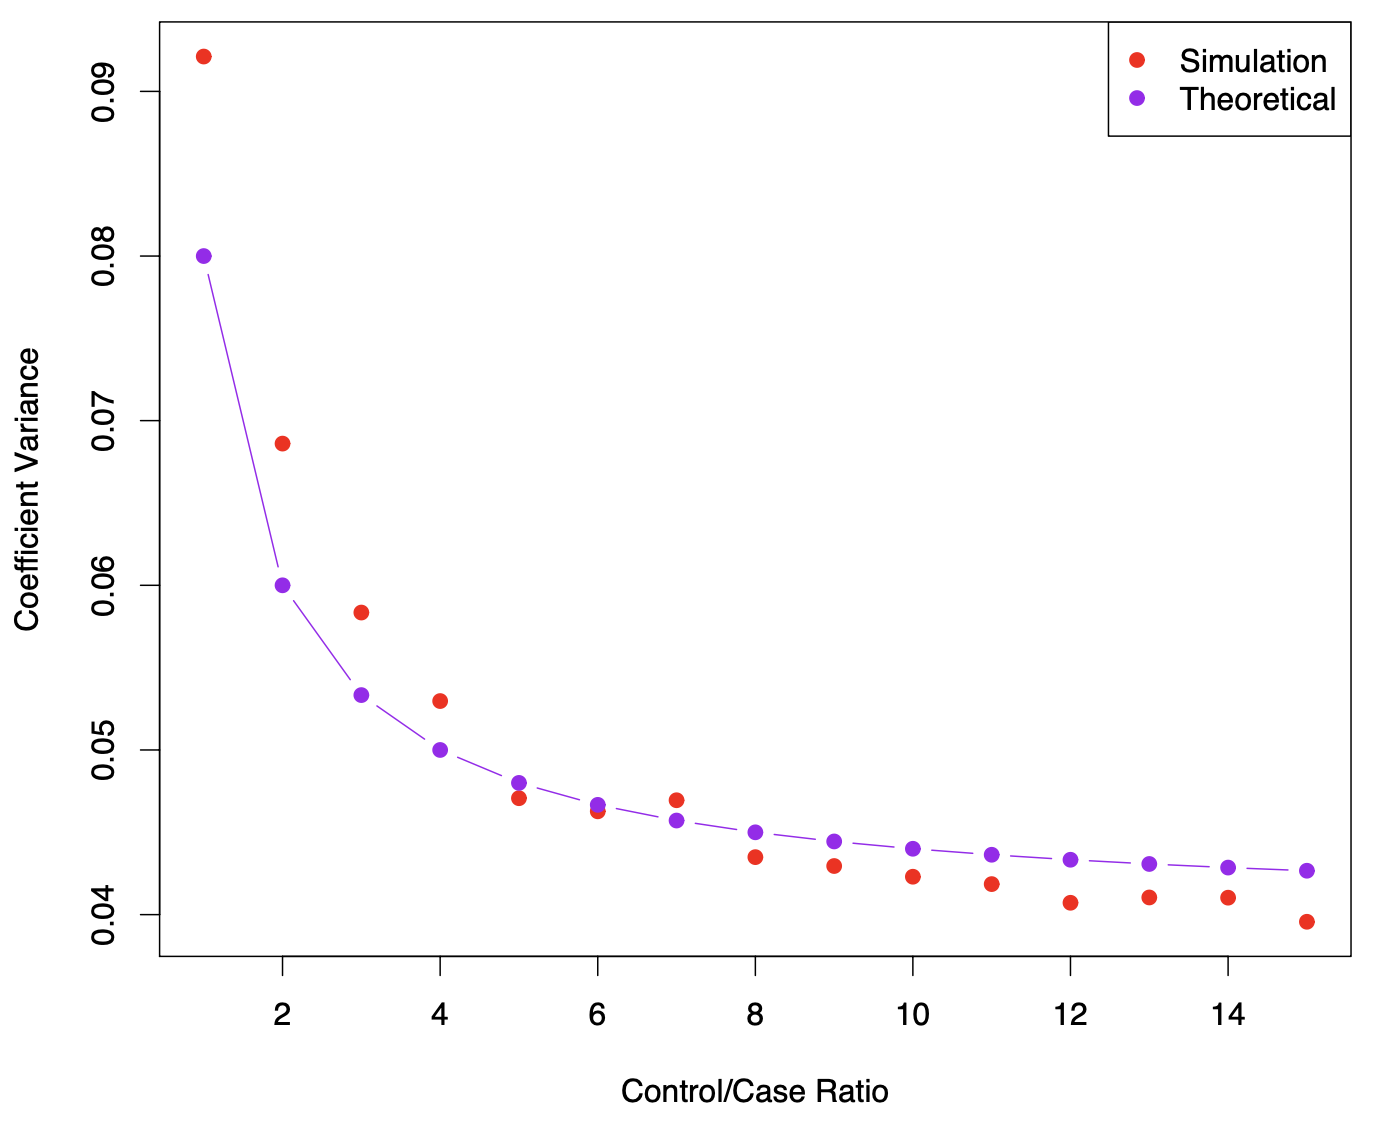 Simulation
Theoretical
0.09
0.08
0.07
0.06
0.05
0.04
Coefficient Variance
2 4 6 8 10 12 14
Control/Case Ratio